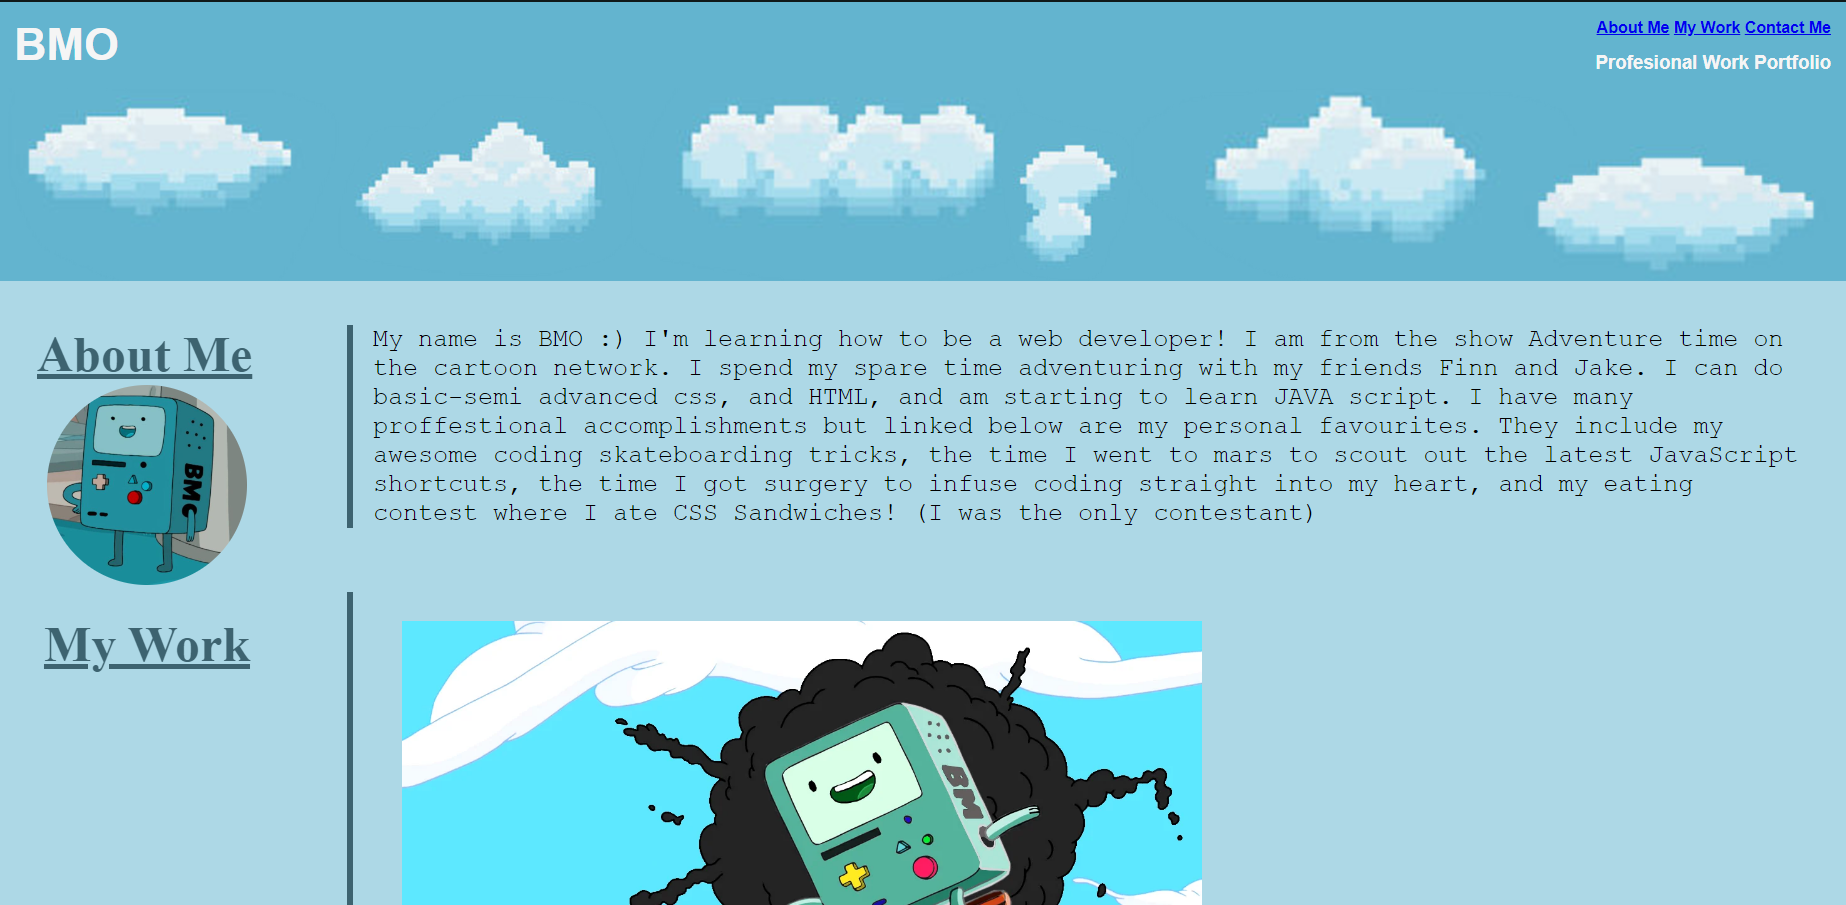 BMO
About Me My Work Contact Me
Profesional Work Portfolio
About Me
My name is BMO :) I'm learning how to be a web developer! I am from the show Adventure time on
the cartoon network. I spend my spare time adventuring with my friends Finn and Jake. I can do
basic-semi advanced css, and HTML, and am starting to learn JAVA script. I have many
proffestional accomplishments but linked below are my personal favourites. They include my
awesome coding skateboarding tricks, the time I went to mars to scout out the latest JavaScript
shortcuts, the time I got surgery to infuse coding straight into my heart, and my eating
contest where I ate CSS Sandwiches! (I was the only contestant)
BMO
My Work
BM